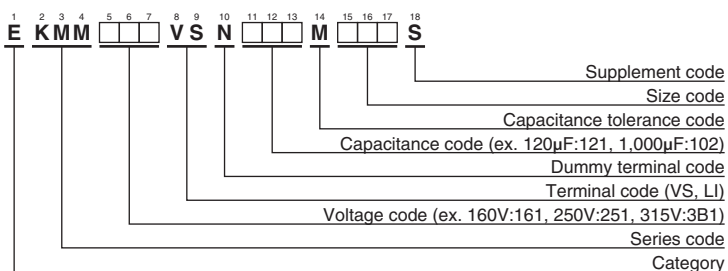 1 2 3 4 5 6 7 8 9 10 11 12 13 14 15 16 17 18
E KMM □□□ VS N □□□ M □□□ S
Supplement code
Size code
Capacitance tolerance code
Capacitance code (ex. 120μF:121, 1,000μF:102)
Dummy terminal code
Terminal code (VS, LI)
Voltage code (ex. 160V:161, 250V:251, 315V:3B1)
Series code
Category